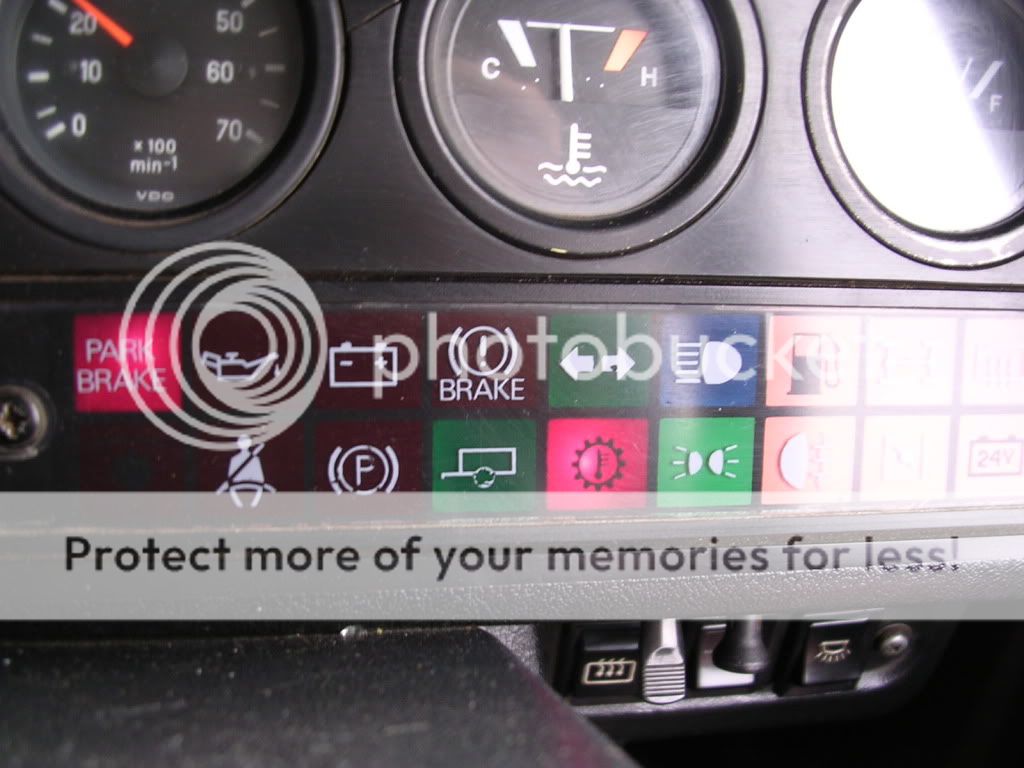 20 50
10 60
0 70
x 100
min-1
VDO
C H
F
PARK
BRAKE
BRAKE
P
24V
photobucket
Protect more of your memories for less!